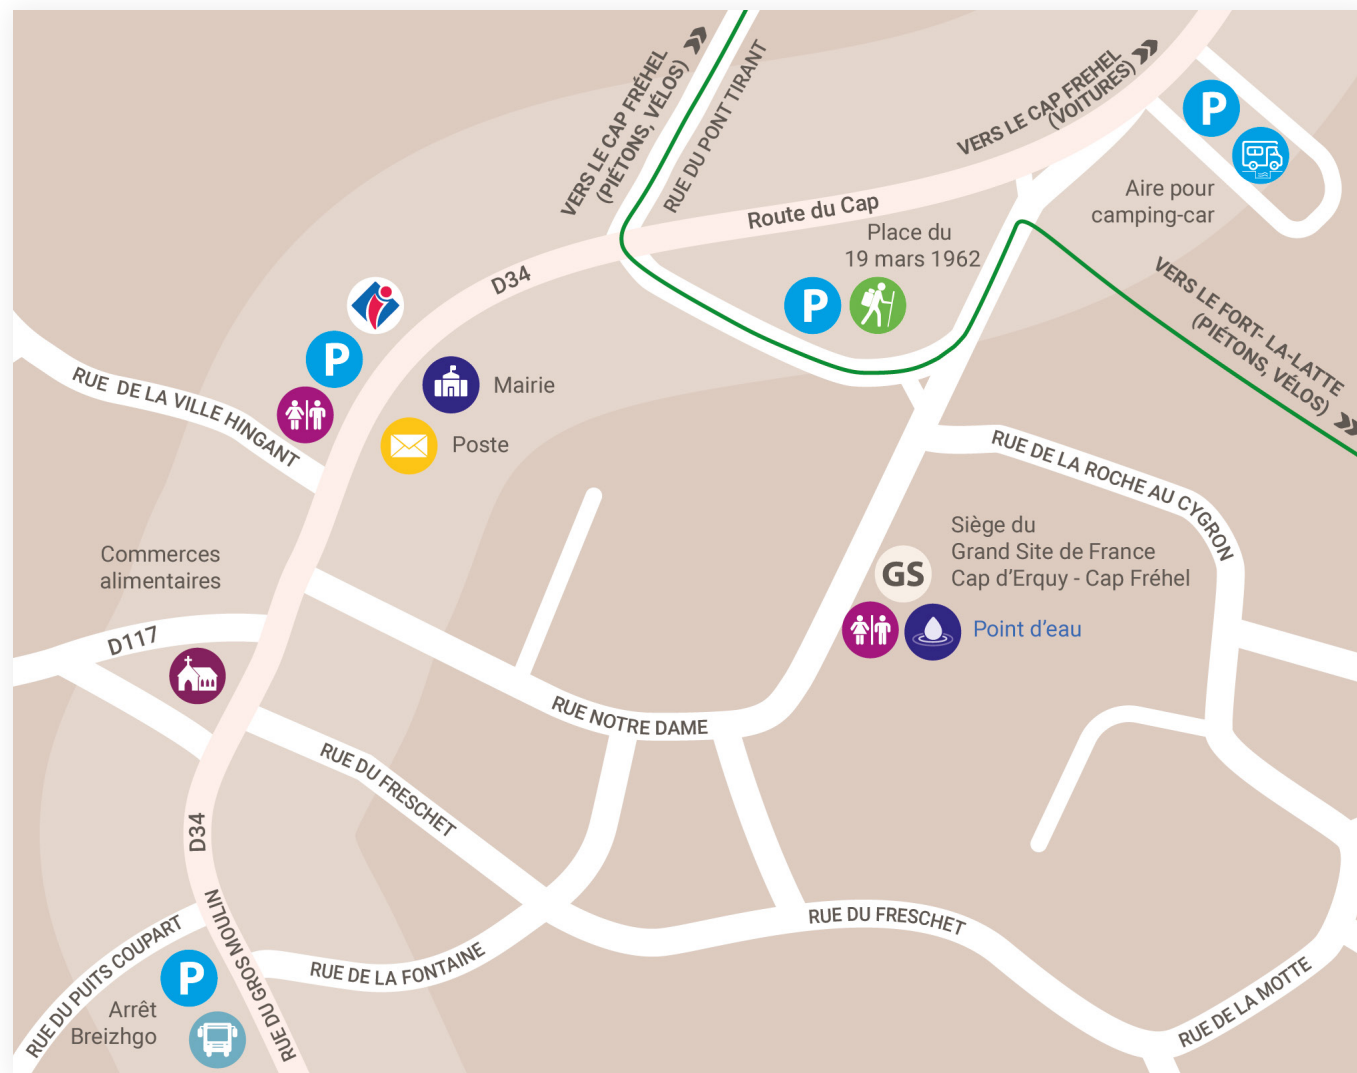 VERS LE CAP FRÉHEL
(PIÉTONS, VÉLOS)
RUE DU PONT TIRANT
VERS LE CAP FREHEL
(VOITURES)
P
Aire pour
camping-car
Route du Cap
Place du
19 mars 1962
P
D34
VERS LE FORT- LA-LATTE
(PIÉTONS, VÉLOS)
P
Mairie
Poste
RUE DE LA VILLE HINGANT
RUE DE LA ROCHE AU CYGRON
Siège du
Grand Site de France
Cap d'Erquy - Cap Fréhel
GS
Point d'eau
Commerces
alimentaires
D117
RUE NOTRE DAME
RUE DU FRESCHET
D34
RUE DU GROS MOULIN
RUE DU FRESCHET
RUE DU PUITS COUPART
P
RUE DE LA FONTAINE
Arrêt
Breizhgo
RUE DE LA MOTTE